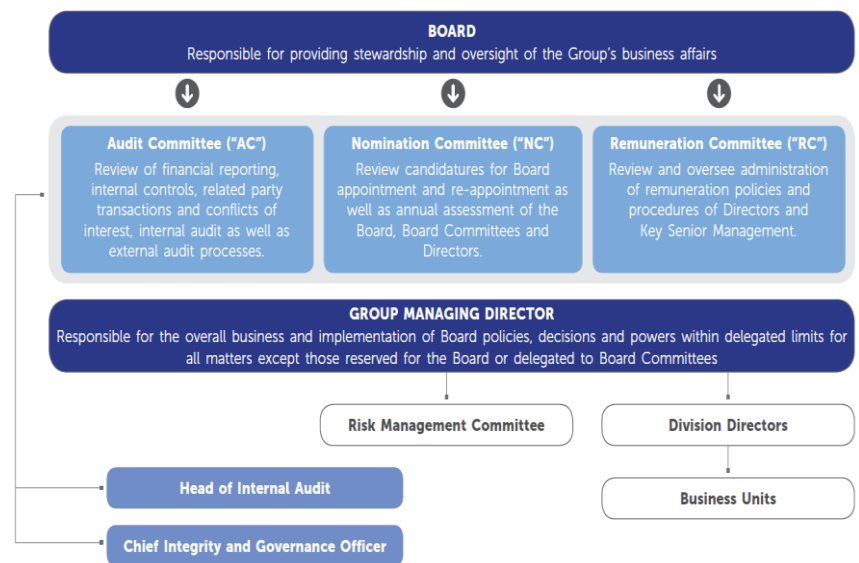 BOARD
Responsible for providing stewardship and oversight of the Group's business affairs
Audit Committee ("AC")
Review of financial reporting,
internal controls, related party
transactions and conflicts of
interest, internal audit as well as
external audit processes.
Nomination Committee ("NC")
Review candidatures for Board
appointment and re-appointment as
well as annual assessment of the
Board, Board Committees and
Directors.
Remuneration Committee ("RC")
Review and oversee administration
of remuneration policies and
procedures of Directors and
Key Senior Management.
GROUP MANAGING DIRECTOR
Responsible for the overall business and implementation of Board policies, decisions and powers within delegated limits for
all matters except those reserved for the Board or delegated to Board Committees
Risk Management Committee
Division Directors
Head of Internal Audit
Business Units
Chief Integrity and Governance Officer